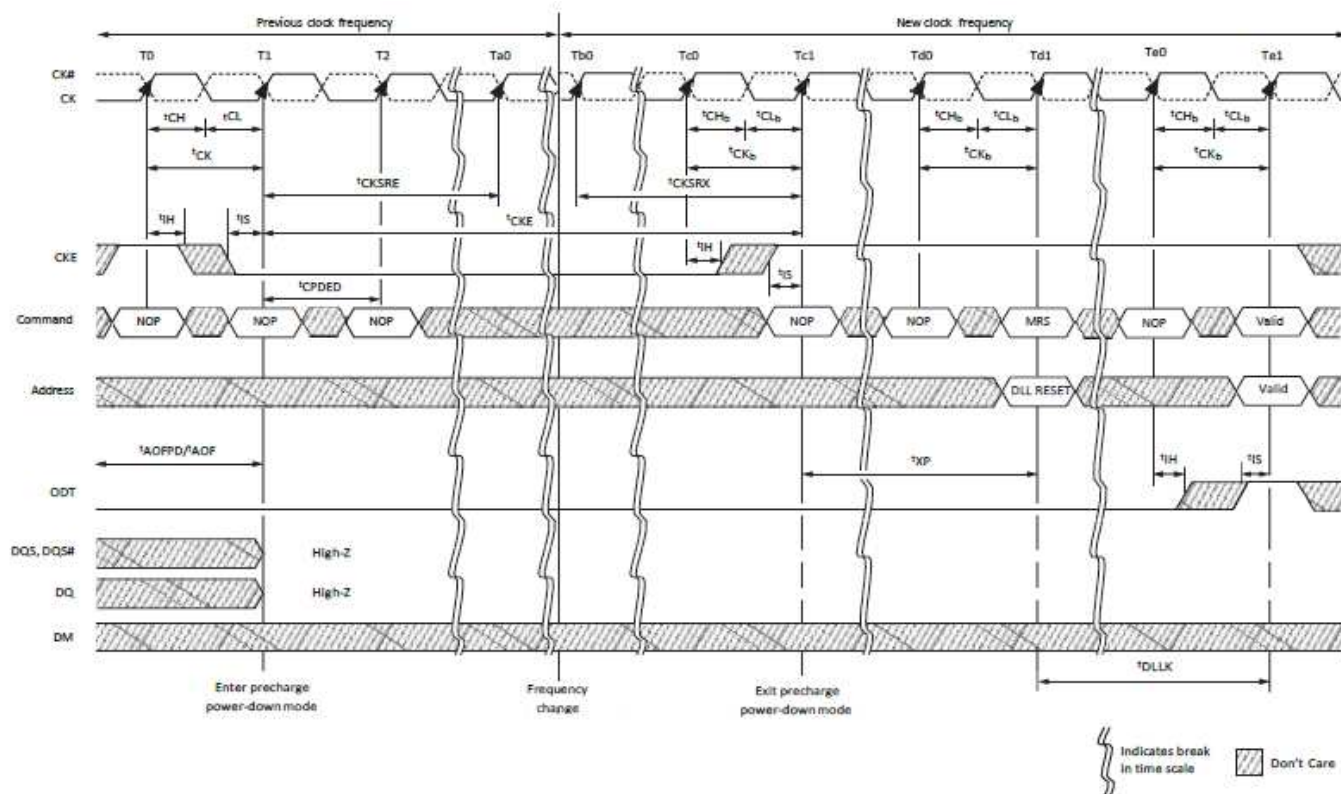 Previous clock frequency New clock frequency
T0 T1 T2 Ta0 Tb0 Tc0 Tc1 Td0 Td1 Te0 Te1
CK#
CK
tCH tCL tCHb tCLb tCHb tCLb tCHb tCLb
tCK tCKb tCKb tCKb
tCKSRE tCKSRX
tIH tIS tCKE
tIH
CKE
tIS
tCPDED
Command NOP NOP NOP NOP NOP MRS NOP Valid
Address DLL RESET Valid
tAOFPD/tAOF tXP tIH tIS
ODT
DQS, DQS# High-Z
DQ High-Z
DM
tDLLK
Enter precharge
power-down mode
Frequency
change
Exit precharge
power-down mode
Indicates break
in time scale
Don't Care